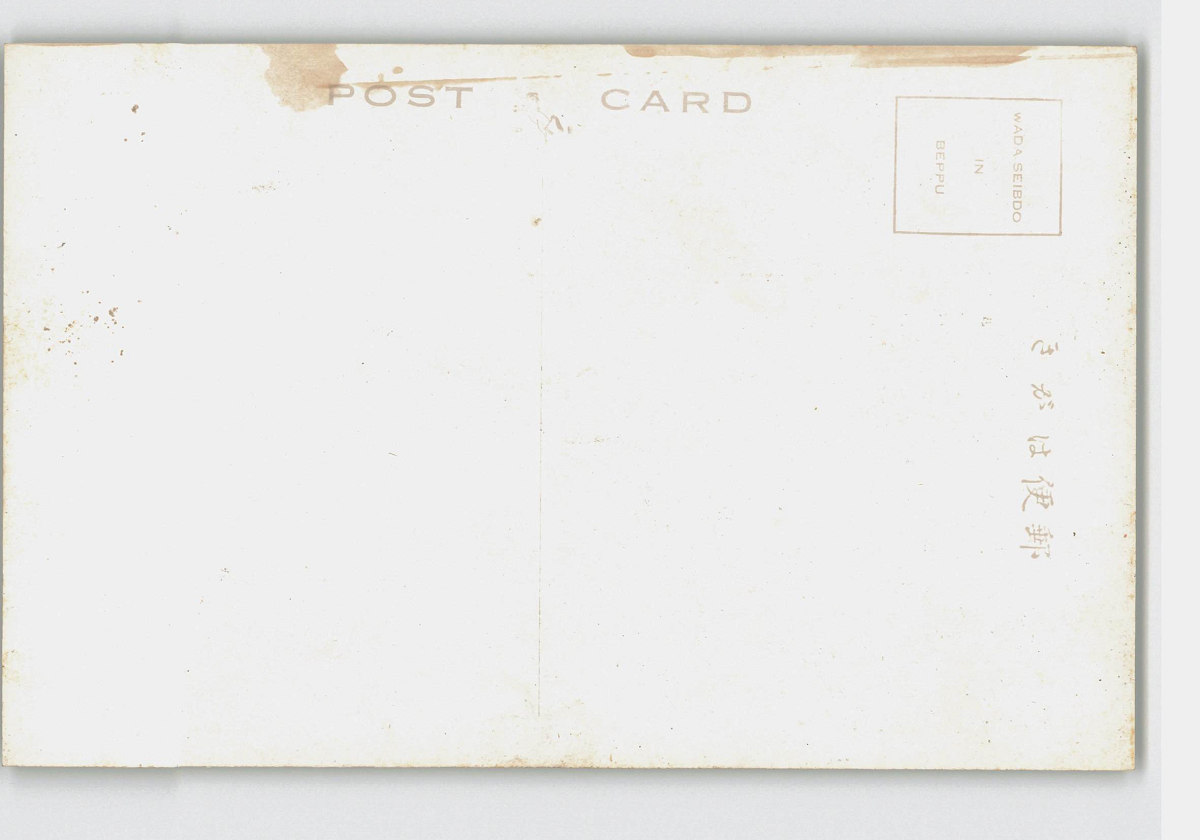 POST CARD
WADA SEIBDO
IN
BEPPU
きがは便郵